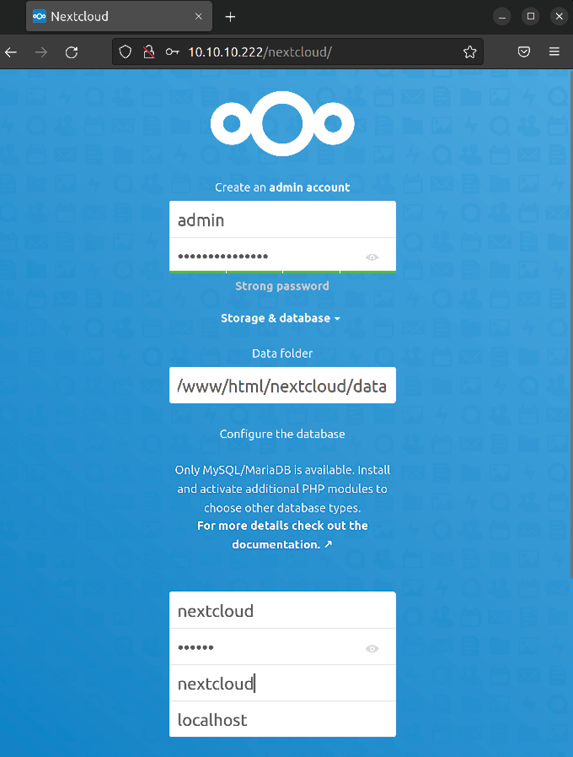 Nextcloud
10.10.10.222/nextcloud/
Create an admin account
admin
•••••••••••••••
Strong password
Storage & database
Data folder
/www/html/nextcloud/data
Configure the database
Only MySQL/MariaDB is available. Install
and activate additional PHP modules to
choose other database types.
For more details check out the
documentation. ↗
nextcloud
••••••
nextcloud
localhost